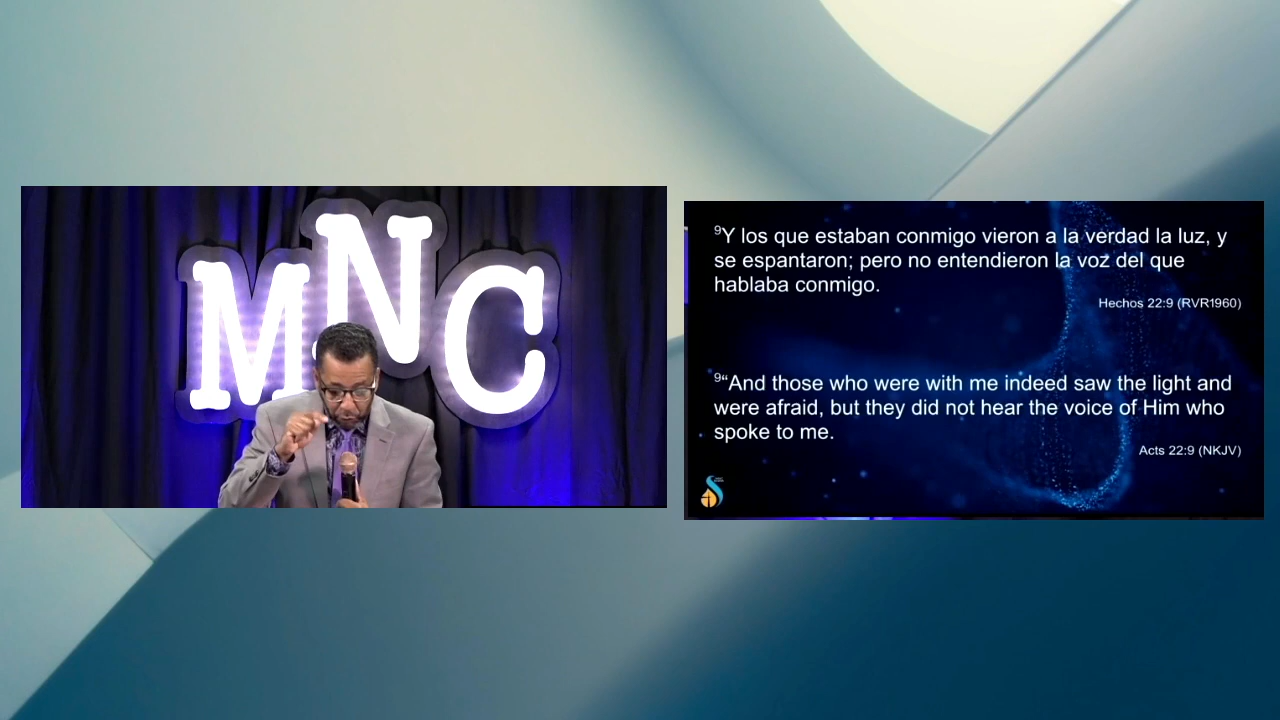 MNC
⁹Y los que estaban conmigo vieron a la verdad la luz, y
se espantaron; pero no entendieron la voz del que
hablaba conmigo.
Hechos 22:9 (RVR1960)
⁹“And those who were with me indeed saw the light and
were afraid, but they did not hear the voice of Him who
spoke to me.
Acts 22:9 (NKJV)